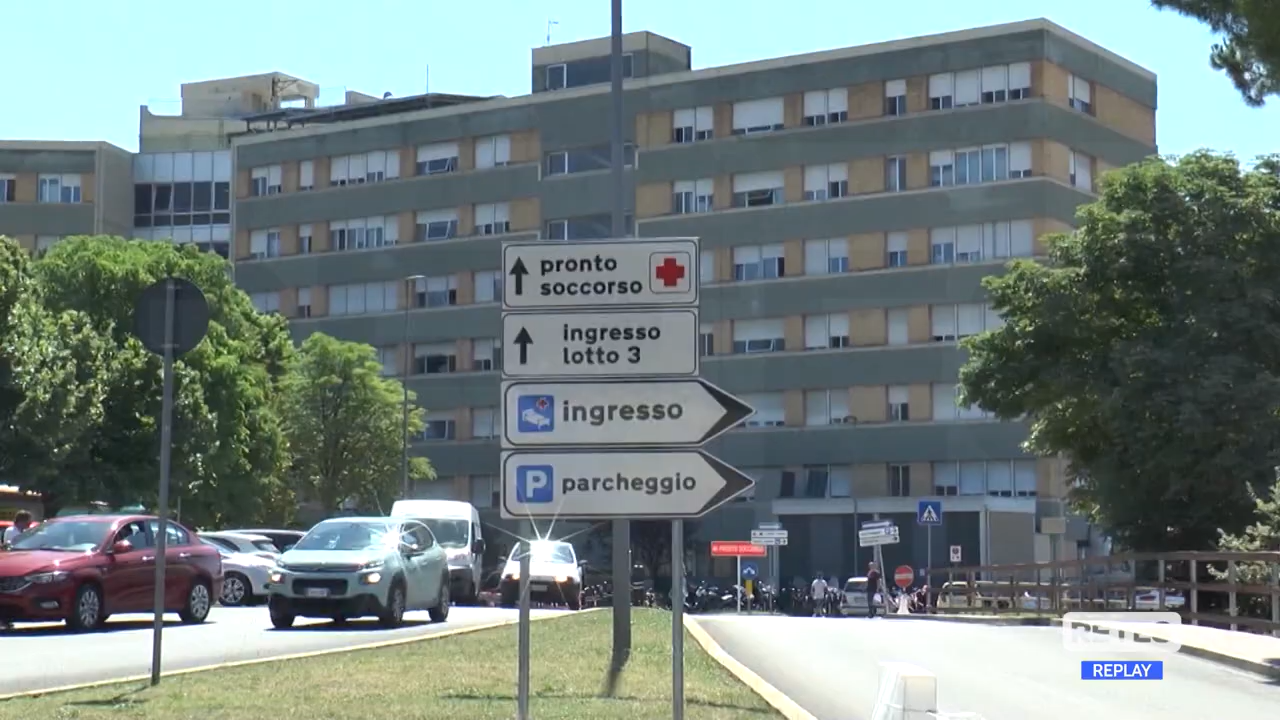 pronto
soccorso
ingresso
lotto 3
ingresso
P parcheggio
PRONTO SOCCORSO
RETE8
REPLAY